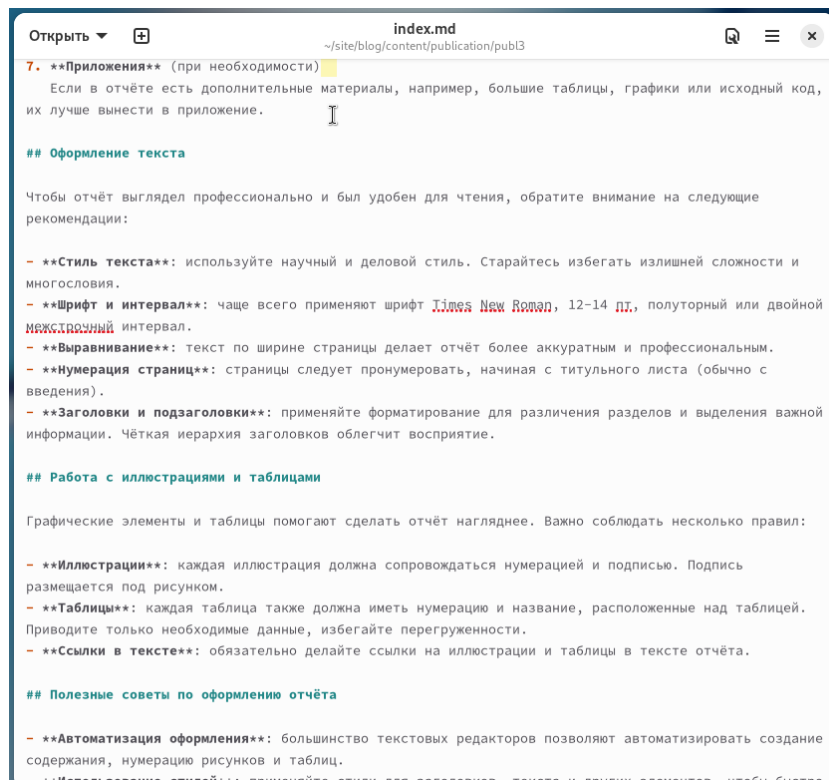 Открыть
index.md
~/site/blog/content/publication/publ3
7. **Приложения** (при необходимости)
Если в отчёте есть дополнительные материалы, например, большие таблицы, графики или исходный код,
их лучше вынести в приложение.
## Оформление текста
Чтобы отчёт выглядел профессионально и был удобен для чтения, обратите внимание на следующие
рекомендации:
- **Стиль текста**: используйте научный и деловой стиль. Старайтесь избегать излишней сложности и
многословия.
- **Шрифт и интервал**: чаще всего применяют шрифт Times New Roman, 12–14 пт, полуторный или двойной
межстрочный интервал.
- **Выравнивание**: текст по ширине страницы делает отчёт более аккуратным и профессиональным.
- **Нумерация страниц**: страницы следует пронумеровать, начиная с титульного листа (обычно с
введения).
- **Заголовки и подзаголовки**: применяйте форматирование для различения разделов и выделения важной
информации. Чёткая иерархия заголовков облегчит восприятие.
## Работа с иллюстрациями и таблицами
Графические элементы и таблицы помогают сделать отчёт нагляднее. Важно соблюдать несколько правил:
- **Иллюстрации**: каждая иллюстрация должна сопровождаться нумерацией и подписью. Подпись
размещается под рисунком.
- **Таблицы**: каждая таблица также должна иметь нумерацию и название, расположенные над таблицей.
Приводите только необходимые данные, избегайте перегруженности.
- **Ссылки в тексте**: обязательно делайте ссылки на иллюстрации и таблицы в тексте отчёта.
## Полезные советы по оформлению отчёта
- **Автоматизация оформления**: большинство текстовых редакторов позволяют автоматизировать создание
содержания, нумерацию рисунков и таблиц.